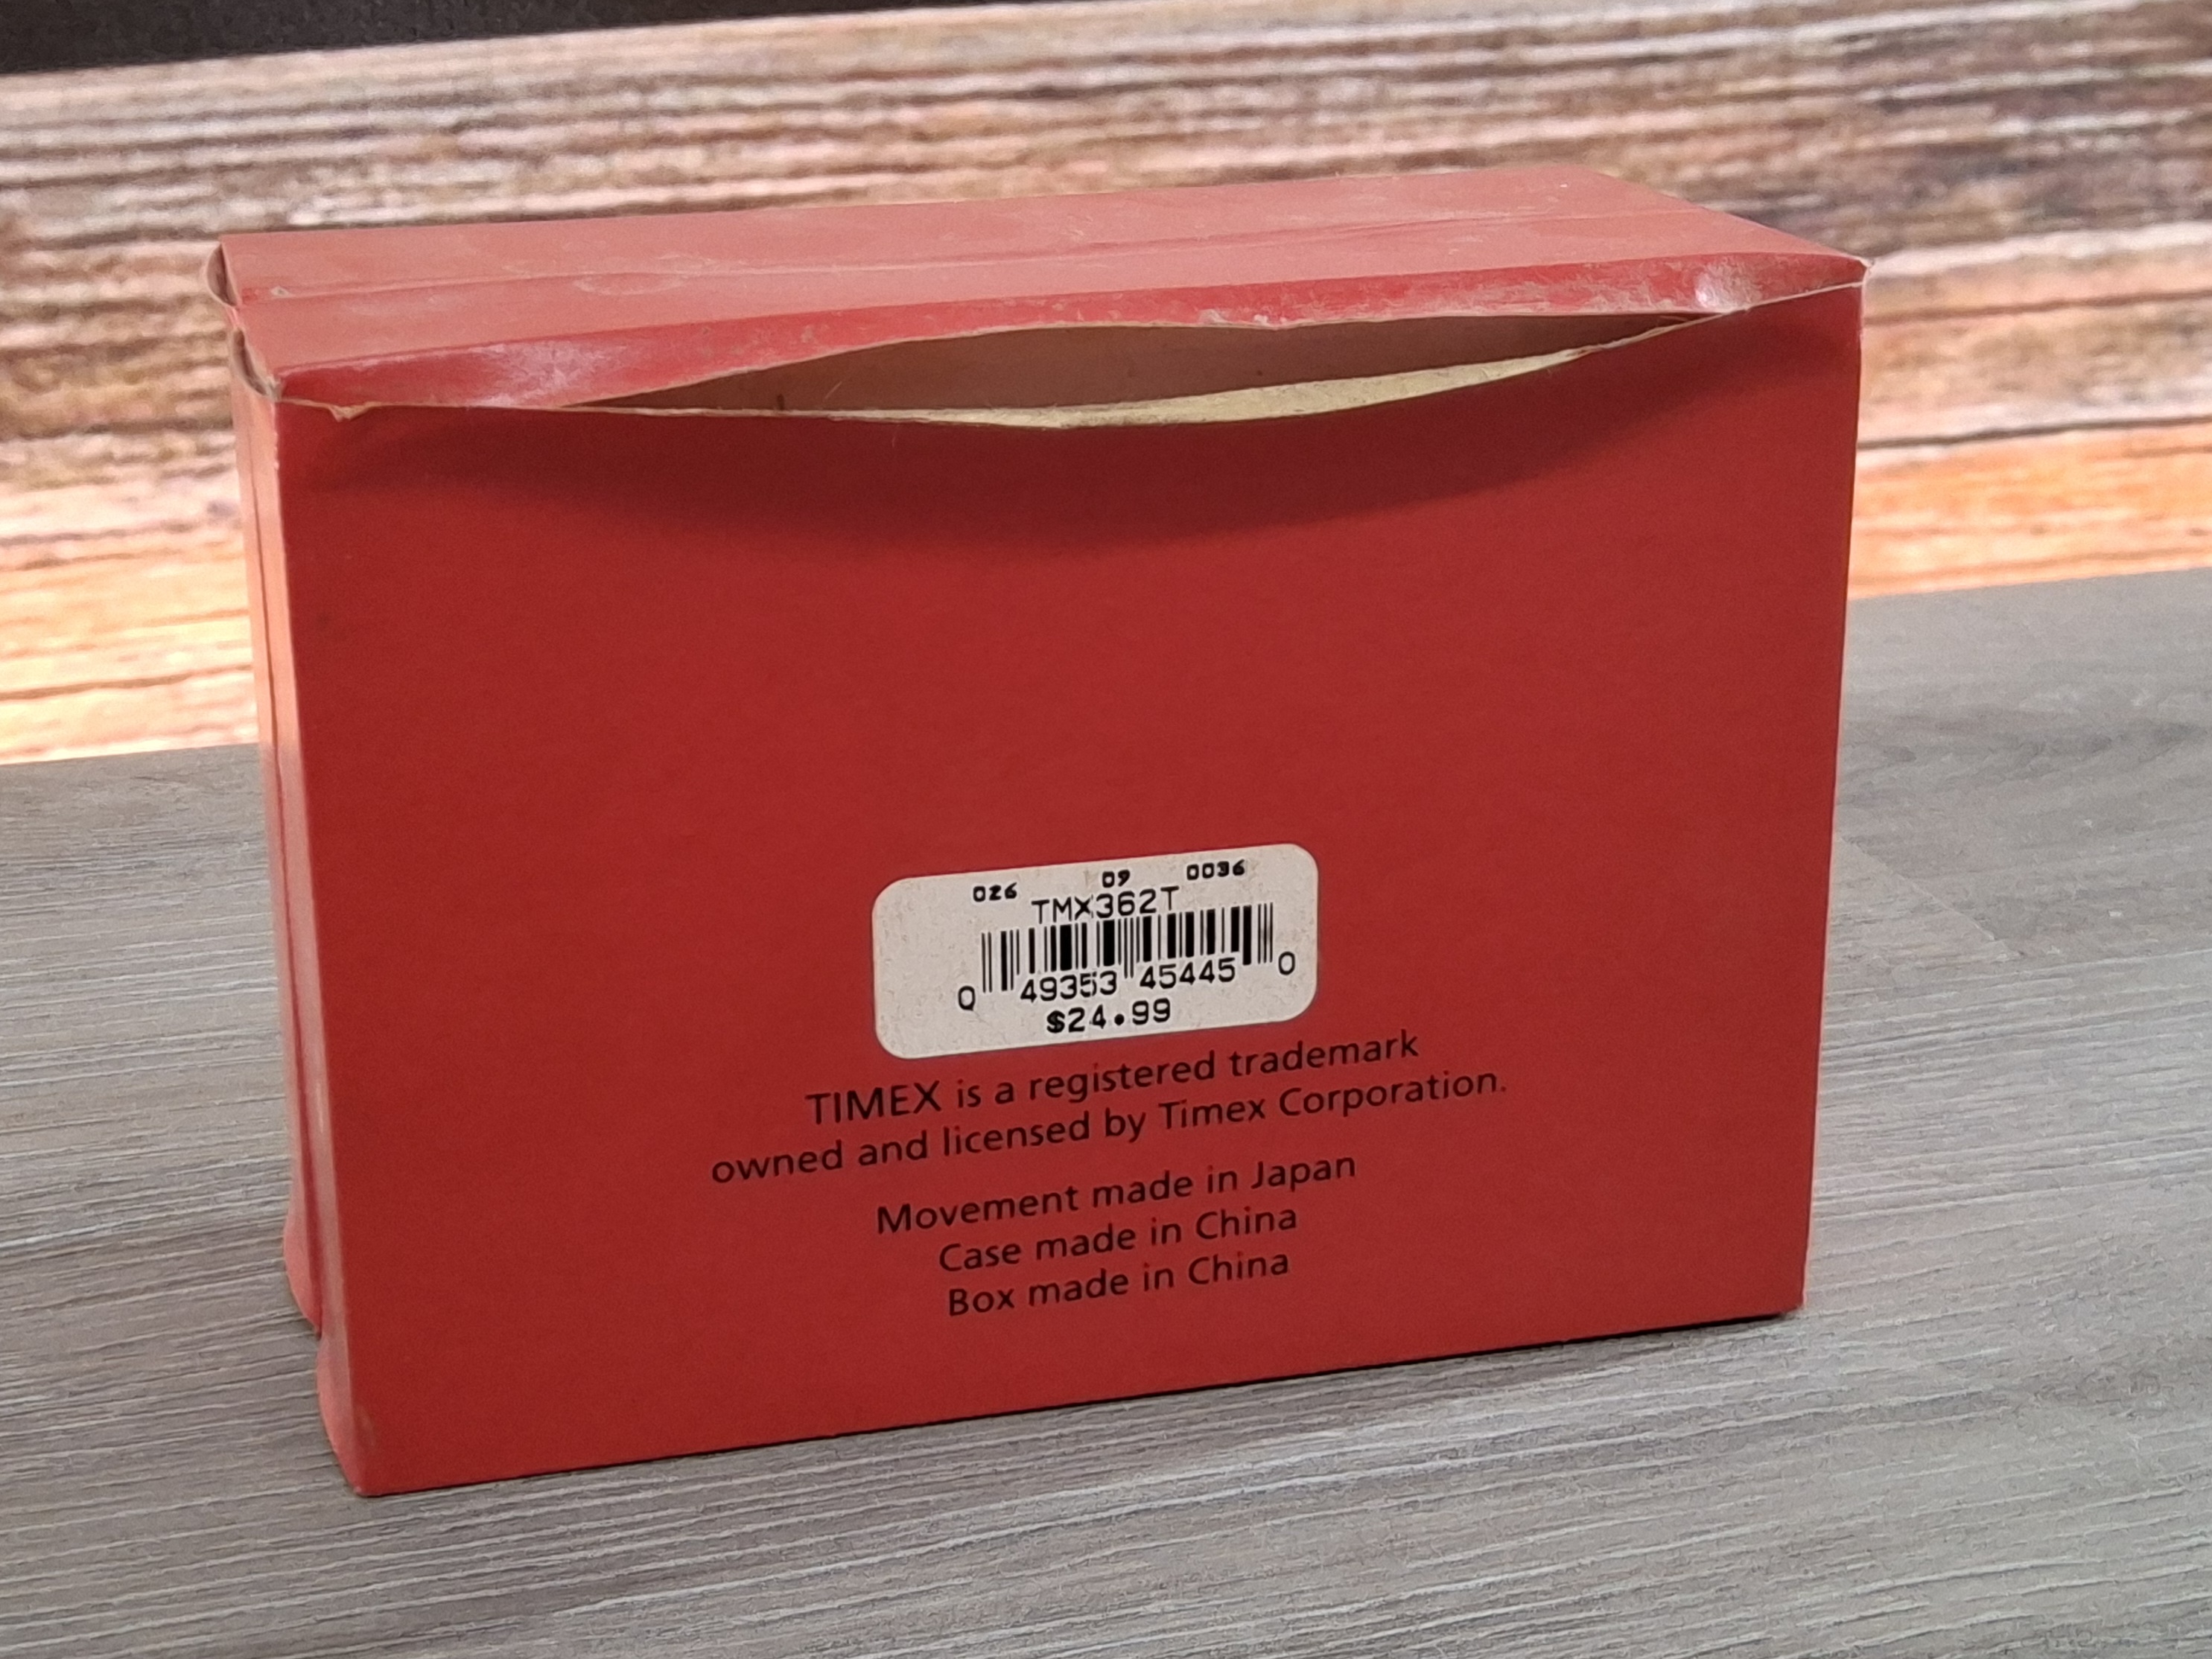 026 09 0036
TMX362T
0 49353 45445 0
$24.99
TIMEX is a registered trademark
owned and licensed by Timex Corporation.
Movement made in Japan
Case made in China
Box made in China